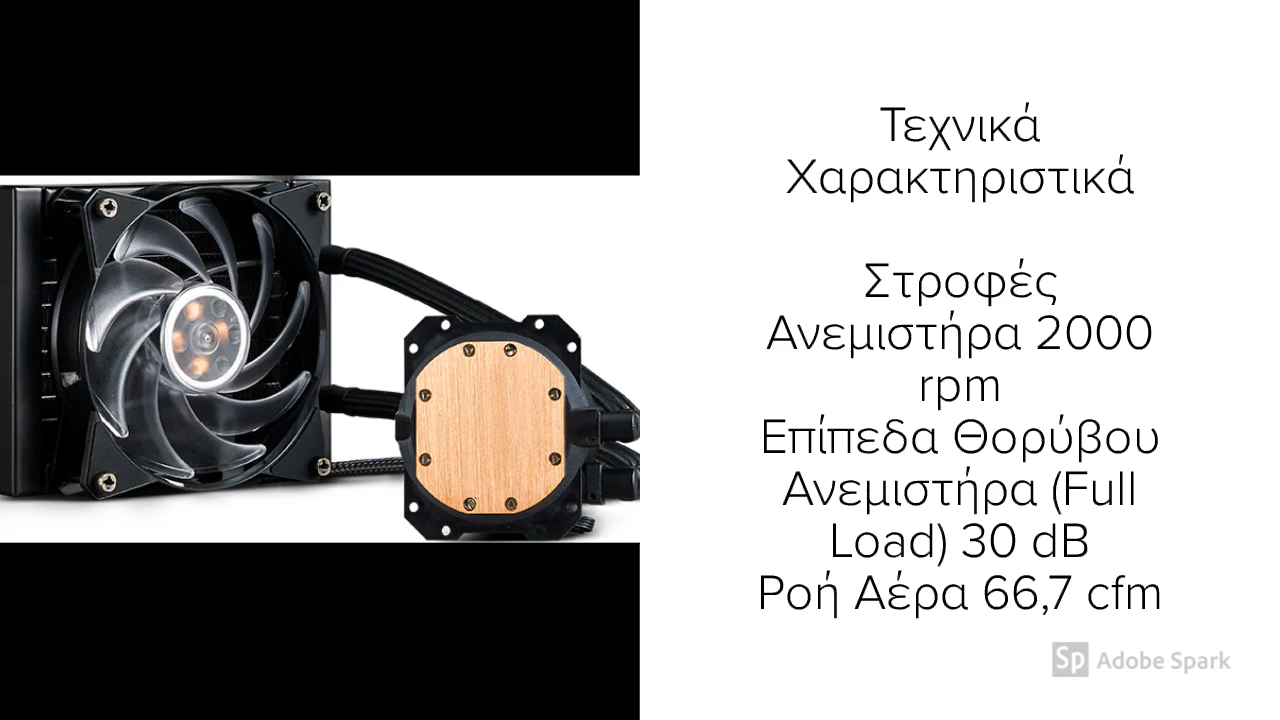 Τεχνικά
Χαρακτηριστικά
Στροφές
Ανεμιστήρα 2000
rpm
Επίπεδα Θορύβου
Ανεμιστήρα (Full
Load) 30 dB
Ροή Αέρα 66,7 cfm
Sp Adobe Spark